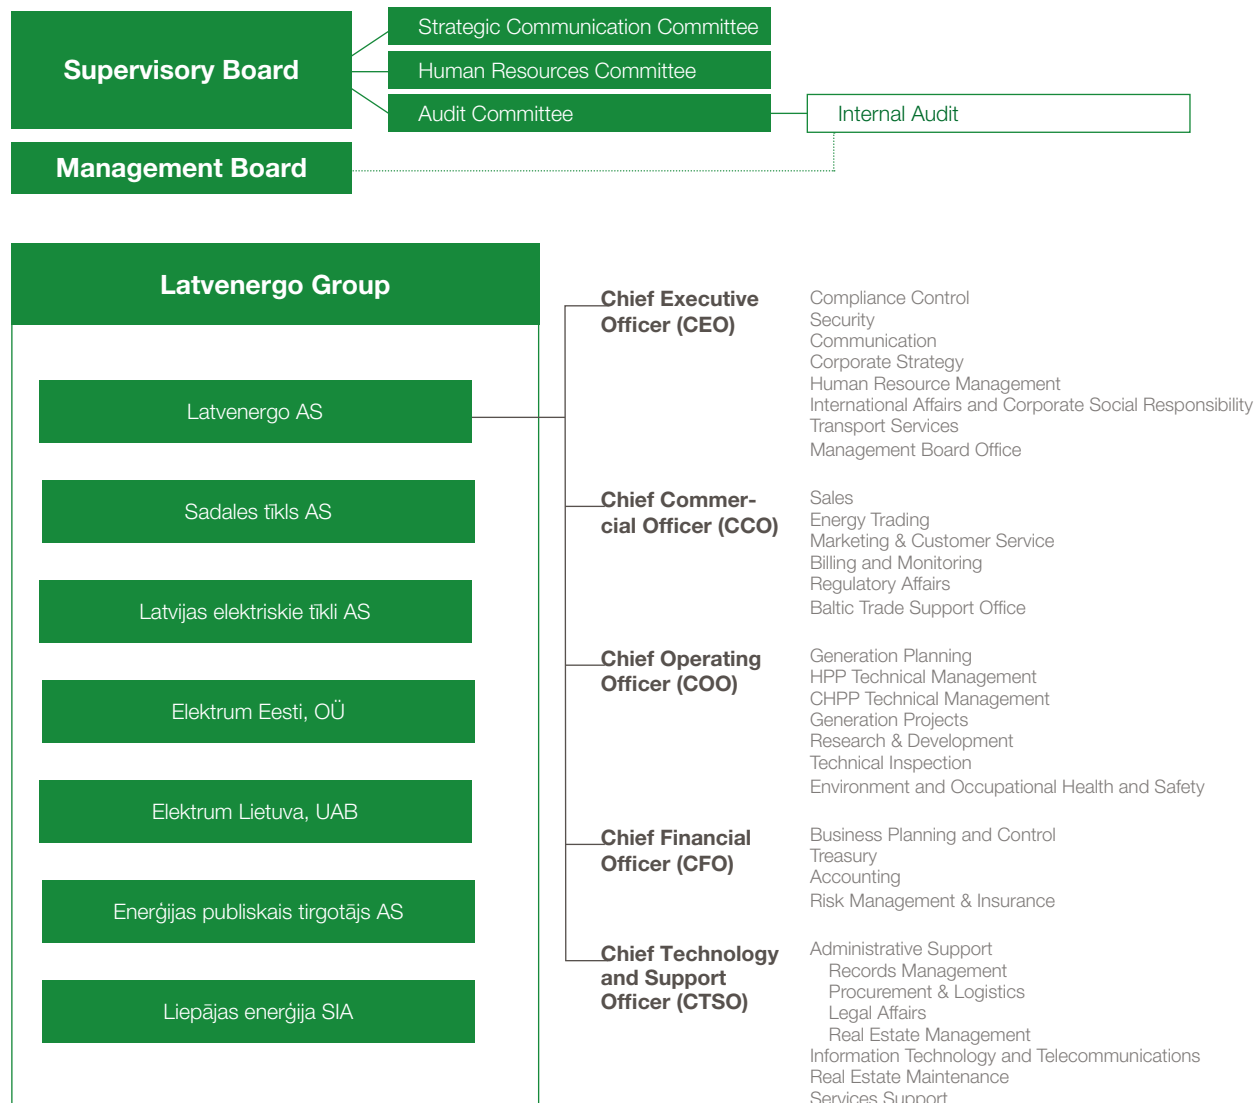 Supervisory Board
Strategic Communication Committee
Human Resources Committee
Audit Committee
Internal Audit
Management Board
Latvenergo Group
Latvenergo AS
Sadales tīkls AS
Latvijas elektriskie tīkli AS
Elektrum Eesti, OÜ
Elektrum Lietuva, UAB
Enerģijas publiskais tirgotājs AS
Liepājas enerģija SIA
Chief Executive
Officer (CEO)
Compliance Control
Security
Communication
Corporate Strategy
Human Resource Management
International Affairs and Corporate Social Responsibility
Transport Services
Management Board Office
Chief Commer-
cial Officer (CCO)
Sales
Energy Trading
Marketing & Customer Service
Billing and Monitoring
Regulatory Affairs
Baltic Trade Support Office
Chief Operating
Officer (COO)
Generation Planning
HPP Technical Management
CHPP Technical Management
Generation Projects
Research & Development
Technical Inspection
Environment and Occupational Health and Safety
Chief Financial
Officer (CFO)
Business Planning and Control
Treasury
Accounting
Risk Management & Insurance
Chief Technology
and Support
Officer (CTSO)
Administrative Support
Records Management
Procurement & Logistics
Legal Affairs
Real Estate Management
Information Technology and Telecommunications
Real Estate Maintenance
Services Support